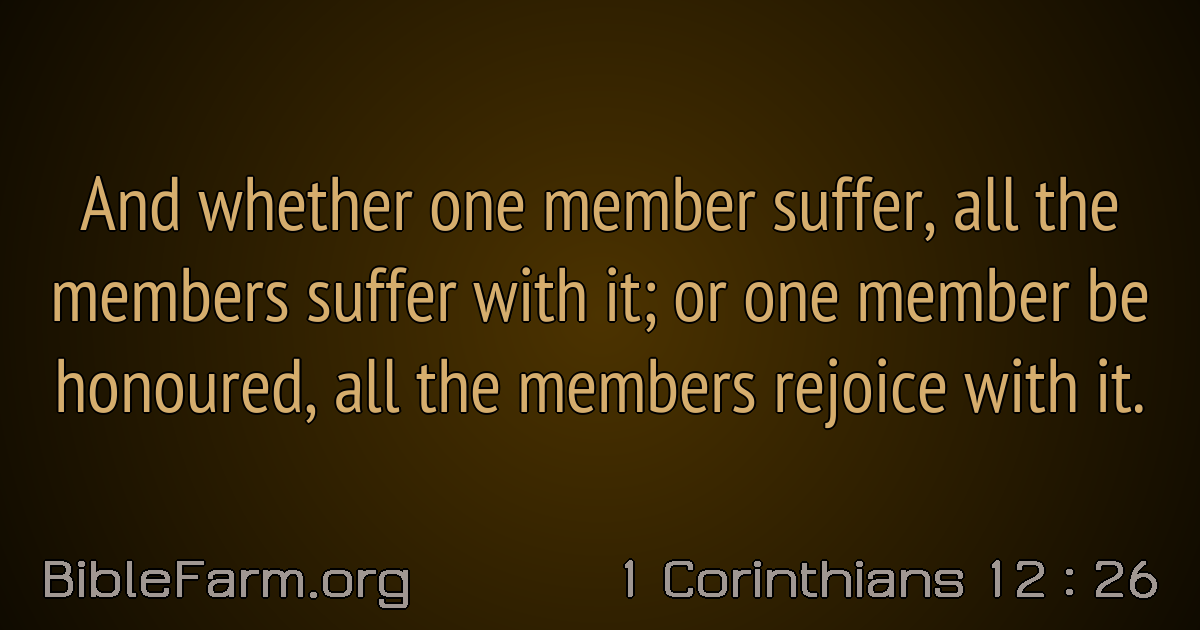 And whether one member suffer, all the
members suffer with it; or one member be
honoured, all the members rejoice with it.
BibleFarm.org
1 Corinthians 12 : 26